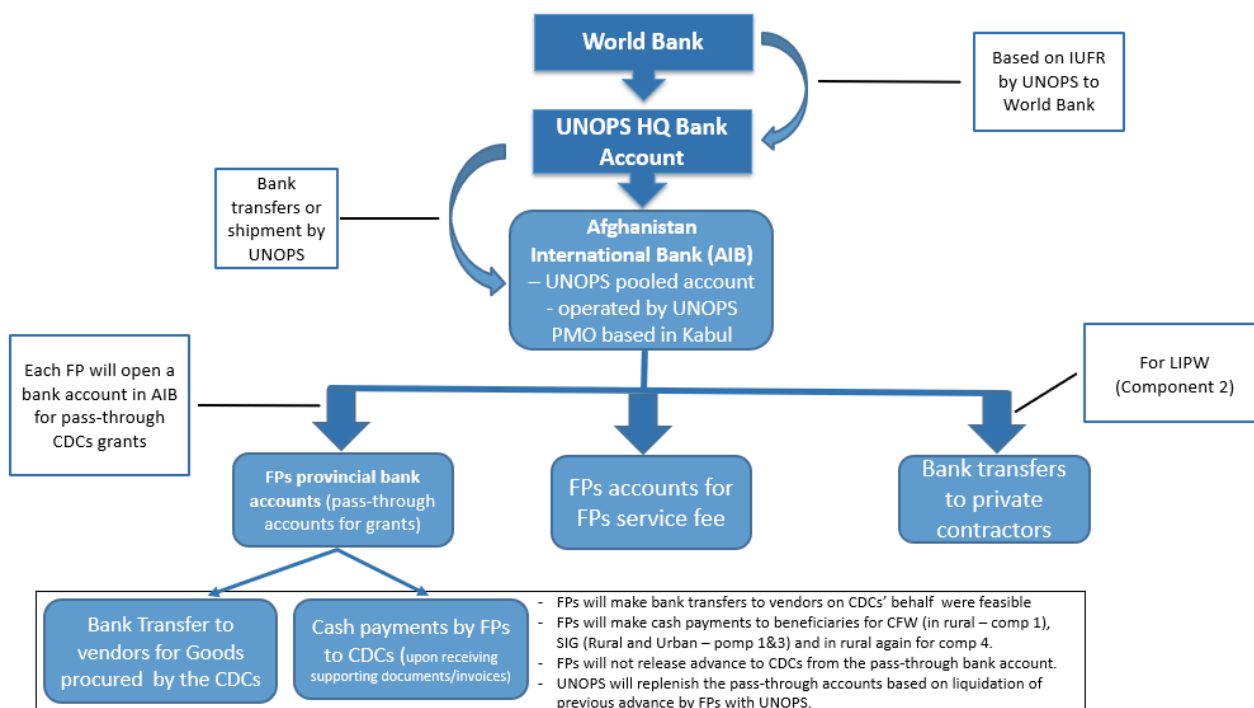 World Bank
Based on IUFR
by UNOPS to
World Bank
UNOPS HQ Bank
Account
Bank
transfers or
shipment by
UNOPS
Afghanistan
International Bank (AIB)
– UNOPS pooled account
- operated by UNOPS
PMO based in Kabul
Each FP will open a
bank account in AIB
for pass-through
CDCs grants
For LIPW
(Component 2)
FPs provincial bank
accounts (pass-through
accounts for grants)
FPs accounts for
FPs service fee
Bank transfers
to private
contractors
Bank Transfer to
vendors for Goods
procured by the CDCs
Cash payments by FPs
to CDCs (upon receiving
supporting documents/invoices)
- FPs will make bank transfers to vendors on CDCs' behalf were feasible
- FPs will make cash payments to beneficiaries for CFW (in rural – comp 1),
SIG (Rural and Urban – pomp 1&3) and in rural again for comp 4.
- FPs will not release advance to CDCs from the pass-through bank account.
- UNOPS will replenish the pass-through accounts based on liquidation of
previous advance by FPs with UNOPS.